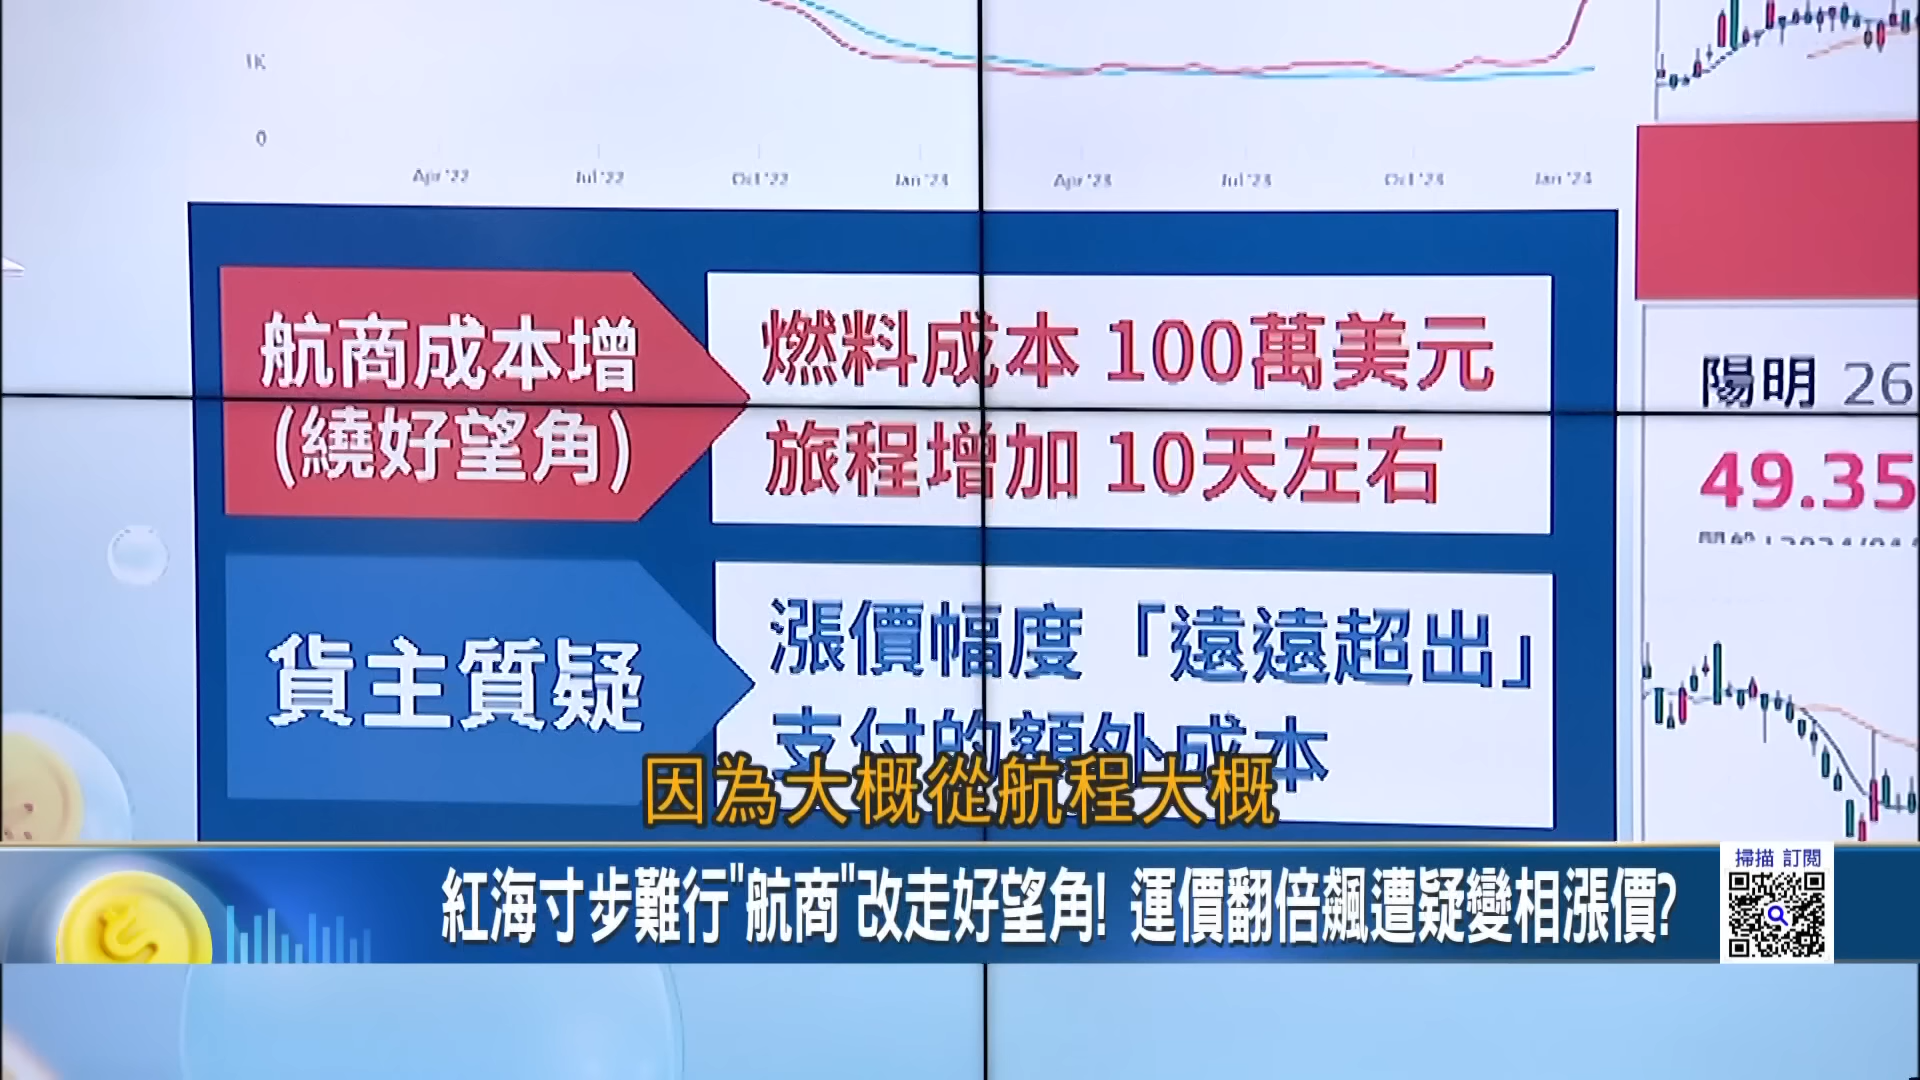 1K
0
Apr '22
Jul '22
Oct '22
Jan '23
Apr '23
Jul '23
Oct '23
Jan '24
航商成本增
(繞好望角)
燃料成本 100萬美元
旅程增加 10天左右
貨主質疑
漲價幅度「遠遠超出」
支付的額外成本
陽明 26
49.35
因為大概從航程大概
紅海寸步難行"航商"改走好望角! 運價翻倍飆遭疑變相漲價?
掃描 訂閱